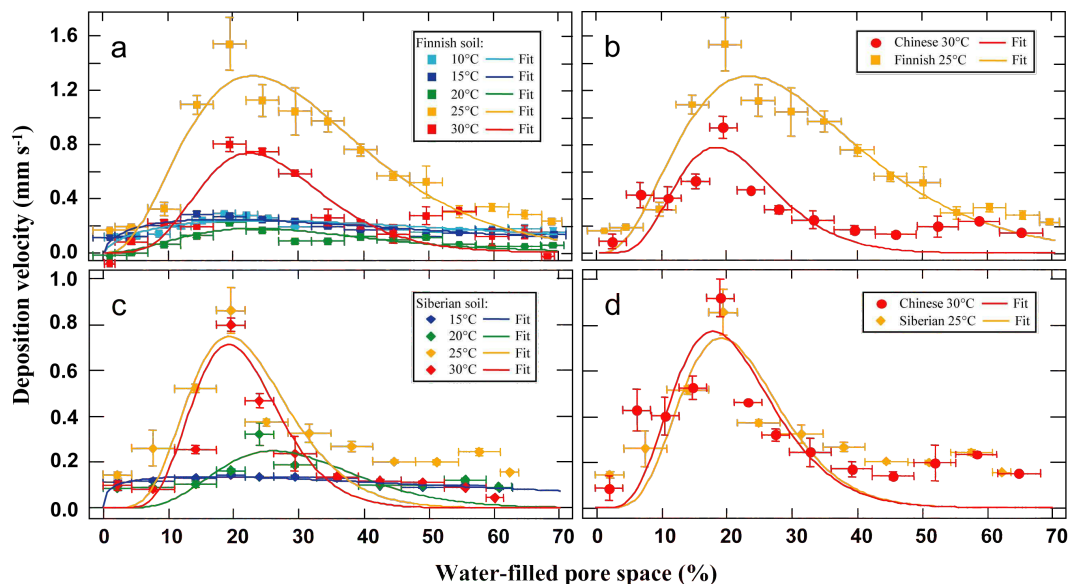 a
Finnish soil:
10°C Fit
15°C Fit
20°C Fit
25°C Fit
30°C Fit
b
Chinese 30°C Fit
Finnish 25°C Fit
1.6
1.2
0.8
0.4
0.0
c
Siberian soil:
15°C Fit
20°C Fit
25°C Fit
30°C Fit
d
Chinese 30°C Fit
Siberian 25°C Fit
1.0
0.8
0.6
0.4
0.2
0.0
0 10 20 30 40 50 60 70 0 10 20 30 40 50 60 70
Deposition velocity (mm s⁻¹)
Water-filled pore space (%)